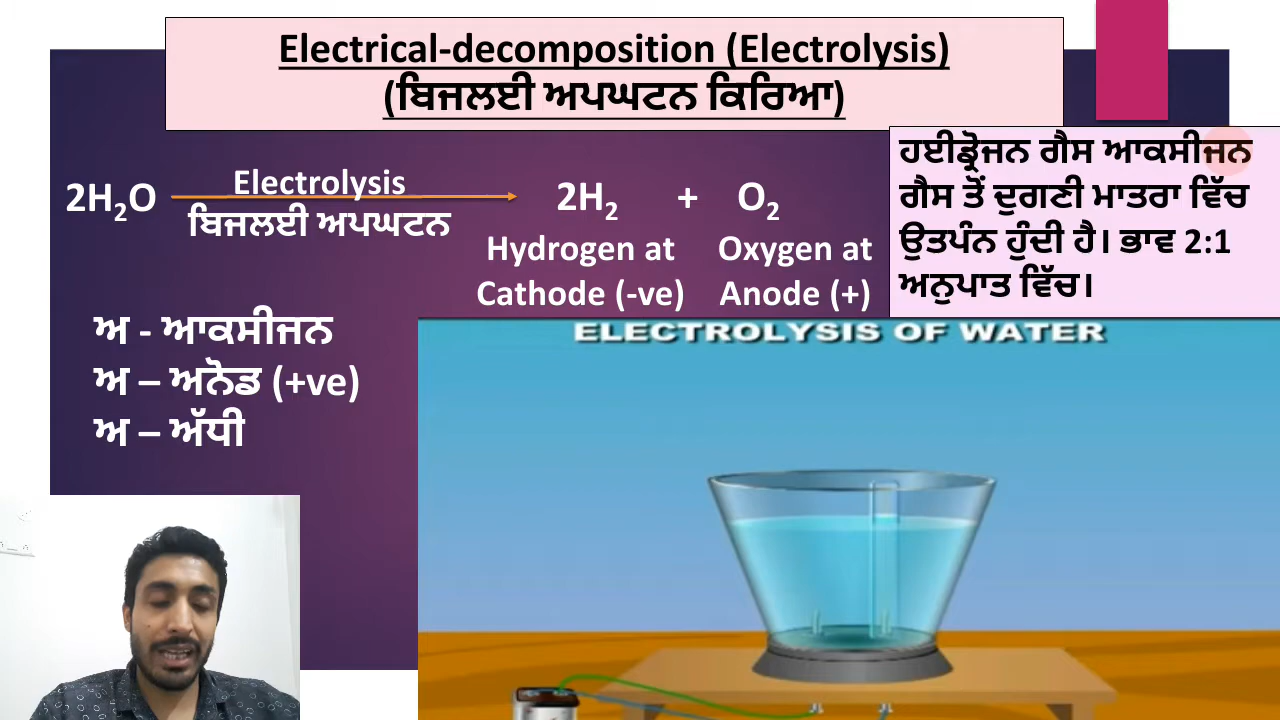 Electrical-decomposition (Electrolysis)
(ਬਿਜਲਈ ਅਪਘਟਨ ਕਿਰਿਆ)
2H₂O Electrolysis 2H₂ + O₂
ਬਿਜਲਈ ਅਪਘਟਨ
Hydrogen at Oxygen at
Cathode (-ve) Anode (+)
ਹਈਡ੍ਰੋਜਨ ਗੈਸ ਆਕਸੀਜਨ
ਗੈਸ ਤੋਂ ਦੁਗਣੀ ਮਾਤਰਾ ਵਿੱਚ
ਉਤਪੰਨ ਹੁੰਦੀ ਹੈ। ਭਾਵ 2:1
ਅਨੁਪਾਤ ਵਿੱਚ।
ਅ - ਆਕਸੀਜਨ
ਅ – ਅਨੋਡ (+ve)
ਅ – ਅੱਧੀ
ELECTROLYSIS OF WATER